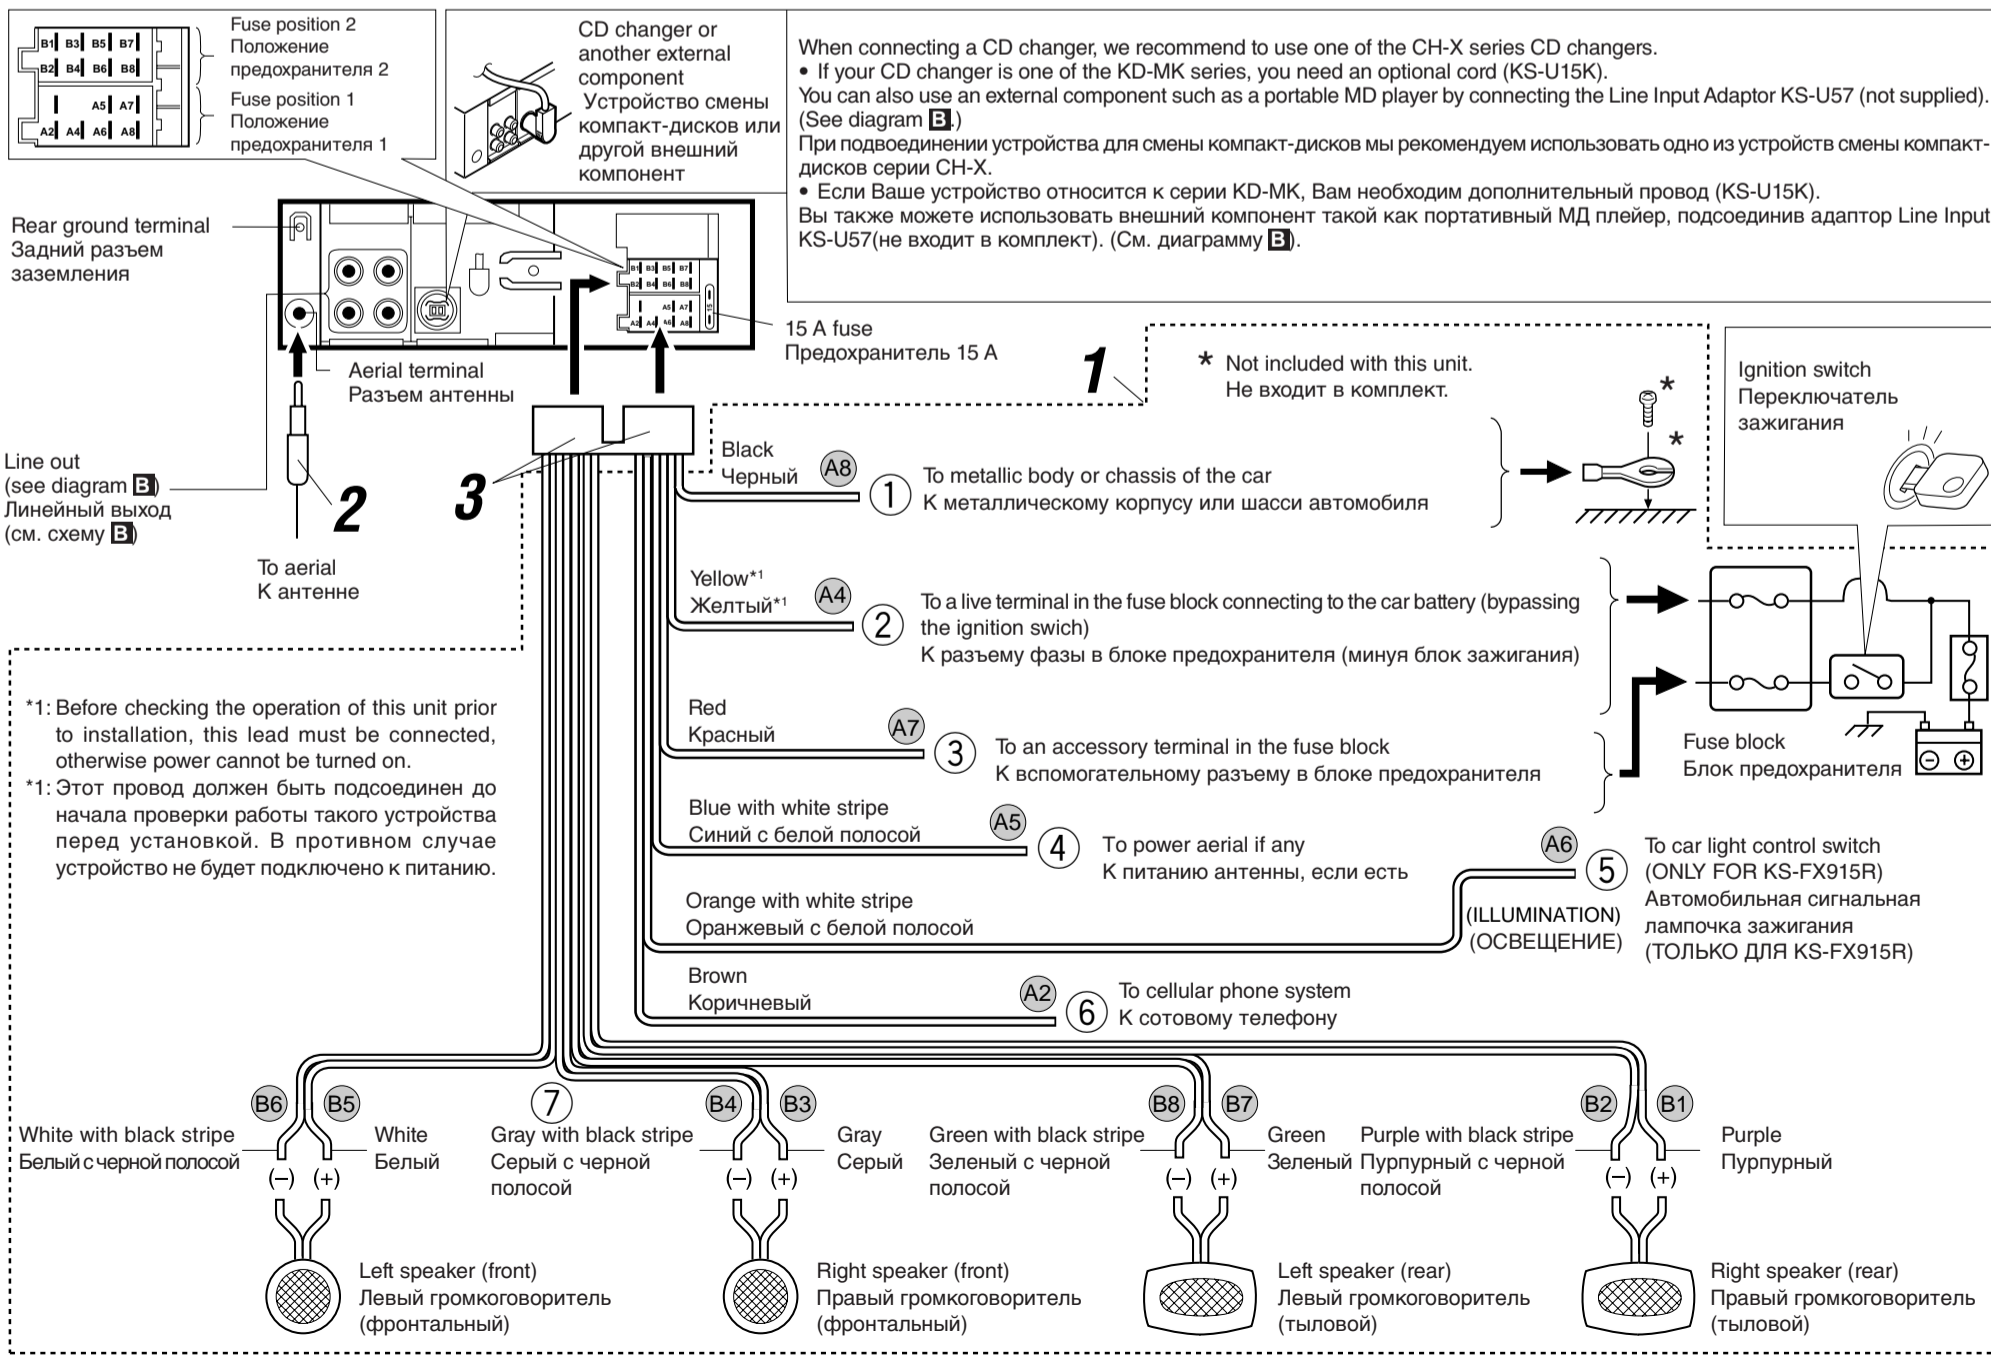 B1 B3 B5 B7
B2 B4 B6 B8
A5 A7
A2 A4 A6 A8
Fuse position 2
Положение
предохранителя 2
Fuse position 1
Положение
предохранителя 1
CD changer or
another external
component
Устройство смены
компакт-дисков или
другой внешний
компонент
When connecting a CD changer, we recommend to use one of the CH-X series CD changers.
• If your CD changer is one of the KD-MK series, you need an optional cord (KS-U15K).
You can also use an external component such as a portable MD player by connecting the Line Input Adaptor KS-U57 (not supplied).
(See diagram B.)
При подвоединении устройства для смены компакт-дисков мы рекомендуем использовать одно из устройств смены компакт-
дисков серии CH-X.
• Если Ваше устройство относится к серии KD-MK, Вам необходим дополнительный провод (KS-U15K).
Вы также можете использовать внешний компонент такой как портативный МД плейер, подсоединив адаптор Line Input
KS-U57(не входит в комплект). (См. диаграмму B).
Rear ground terminal
Задний разъем
заземления
B1 B3 B5 B7
B2 B4 B6 B8
A5 A7
A2 A4 A6 A8
15
15 A fuse
Предохранитель 15 А
Aerial terminal
Разъем антенны
Line out
(see diagram B)
Линейный выход
(см. схему B)
2
To aerial
К антенне
3
1
* Not included with this unit.
Не входит в комплект.
*
*
Ignition switch
Переключатель
зажигания
Black
Черный
A8
1
To metallic body or chassis of the car
К металлическому корпусу или шасси автомобиля
Yellow*1
Желтый*1
A4
2
To a live terminal in the fuse block connecting to the car battery (bypassing
the ignition swich)
К разъему фазы в блоке предохранителя (минуя блок зажигания)
*1: Before checking the operation of this unit prior
to installation, this lead must be connected,
otherwise power cannot be turned on.
*1: Этот провод должен быть подсоединен до
начала проверки работы такого устройства
перед установкой. В противном случае
устройство не будет подключено к питанию.
Red
Красный
A7
3
To an accessory terminal in the fuse block
К вспомогательному разъему в блоке предохранителя
Fuse block
Блок предохранителя
Blue with white stripe
Синий с белой полосой
A5
4
To power aerial if any
К питанию антенны, если есть
Orange with white stripe
Оранжевый с белой полосой
A6
5
(ILLUMINATION)
(ОСВЕЩЕНИЕ)
To car light control switch
(ONLY FOR KS-FX915R)
Автомобильная сигнальная
лампочка зажигания
(ТОЛЬКО ДЛЯ KS-FX915R)
Brown
Коричневый
A2
6
To cellular phone system
К сотовому телефону
7
B6 B5
White with black stripe
Белый с черной полосой
White
Белый
(−) (+)
Left speaker (front)
Левый громкоговоритель
(фронтальный)
B4 B3
Gray with black stripe
Серый с черной
полосой
Gray
Серый
(−) (+)
Right speaker (front)
Правый громкоговоритель
(фронтальный)
B8 B7
Green with black stripe
Зеленый с черной
полосой
Green
Зеленый
(−) (+)
Left speaker (rear)
Левый громкоговоритель
(тыловой)
B2 B1
Purple with black stripe
Пурпурный с черной
полосой
Purple
Пурпурный
(−) (+)
Right speaker (rear)
Правый громкоговоритель
(тыловой)